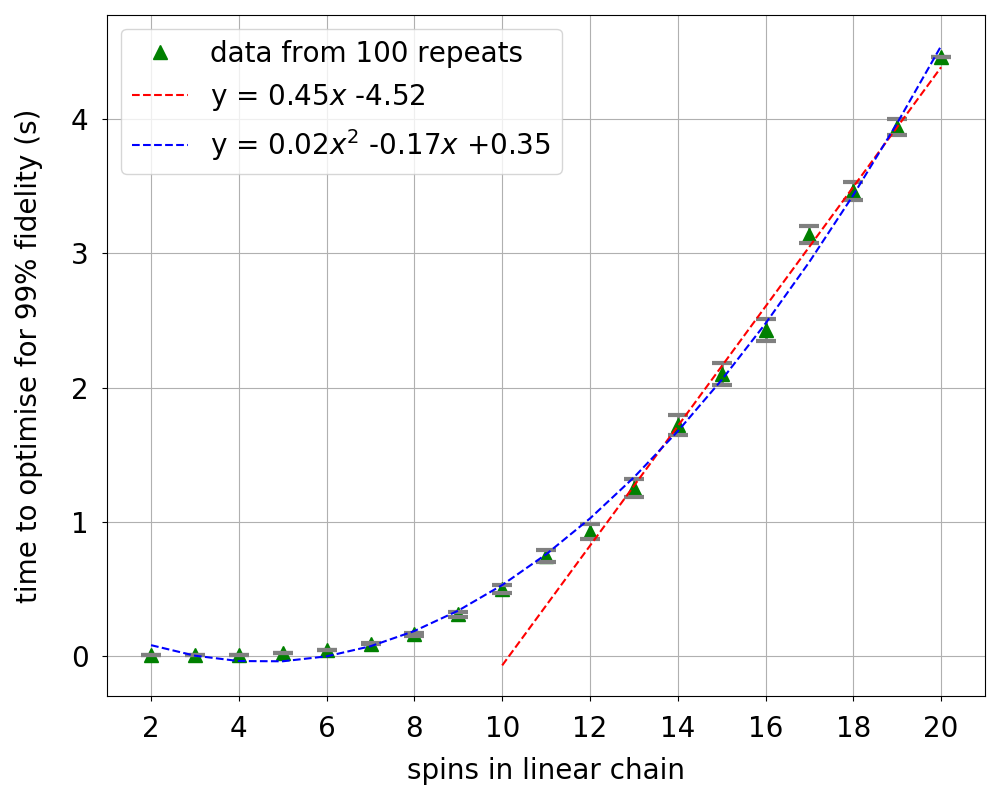 data from 100 repeats
y = 0.45x -4.52
y = 0.02x² -0.17x +0.35
time to optimise for 99% fidelity (s)
4
3
2
1
0
2 4 6 8 10 12 14 16 18 20
spins in linear chain